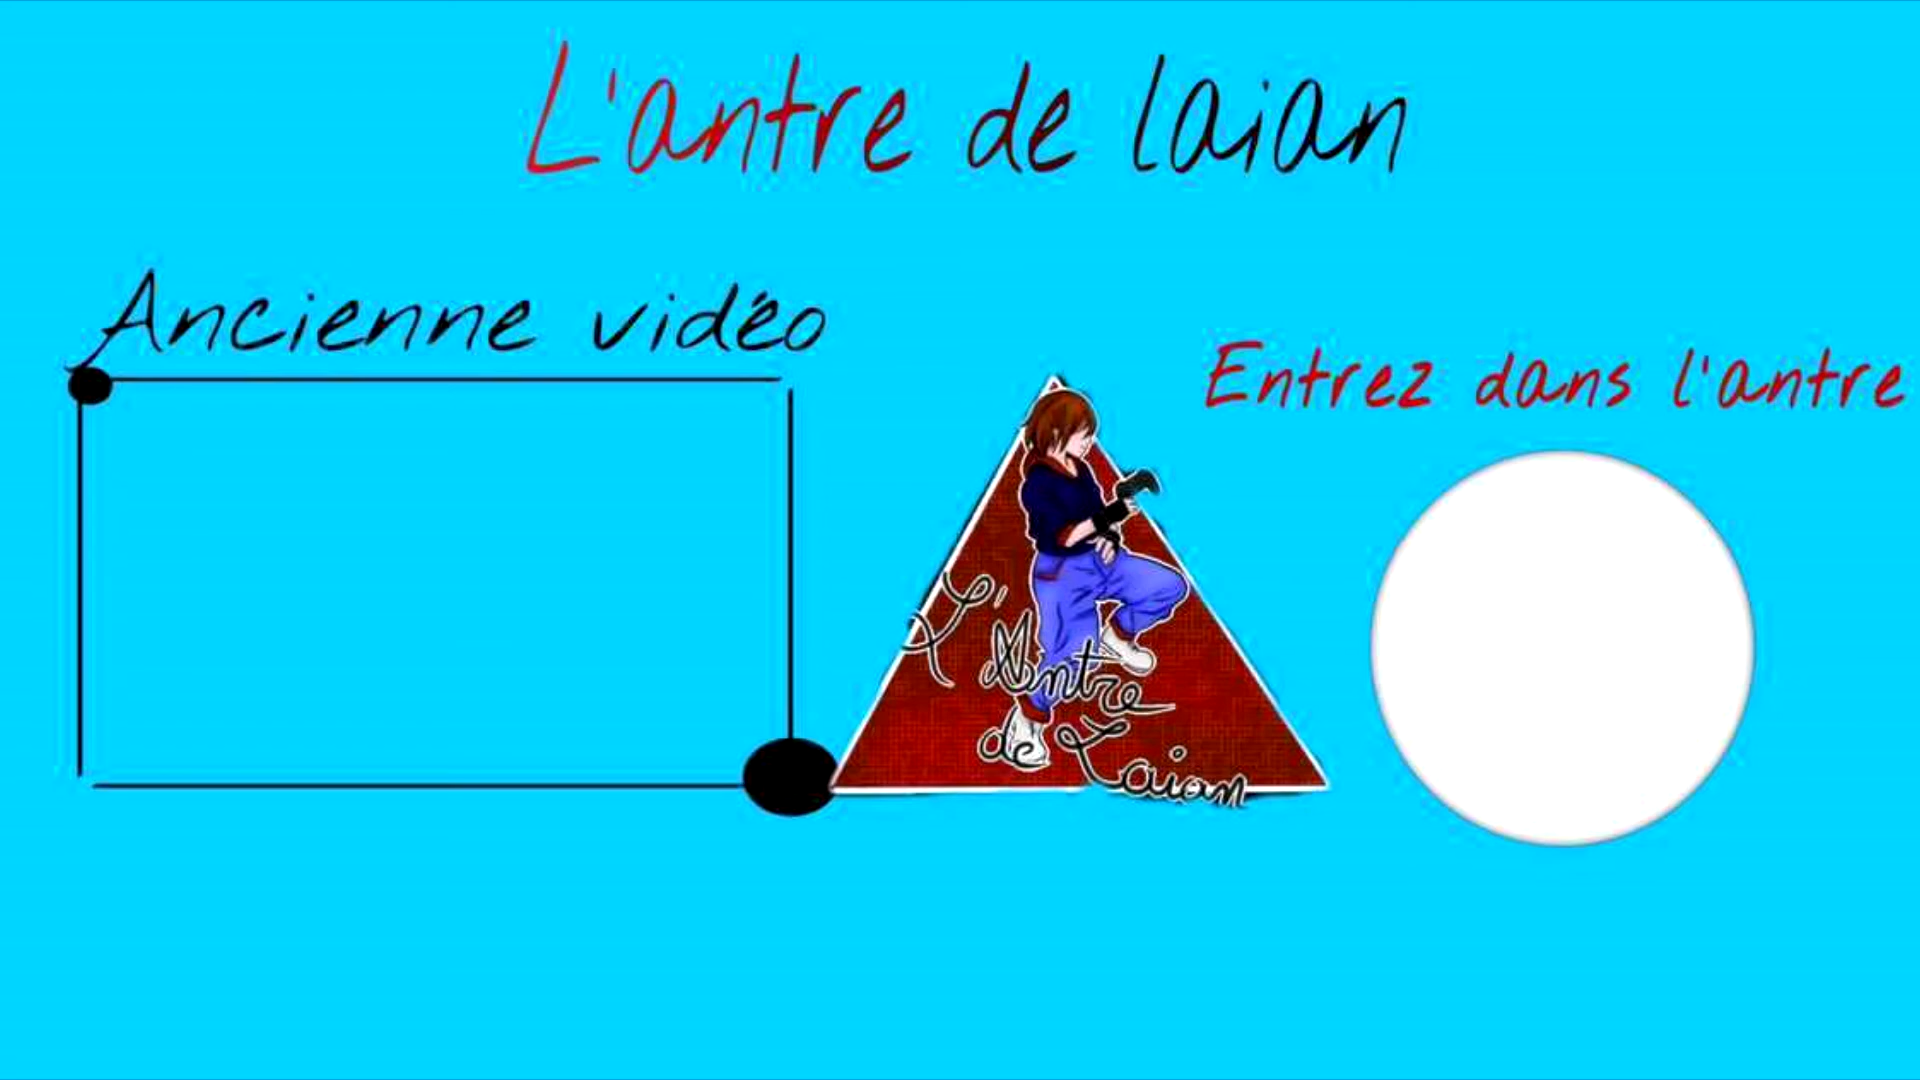 L'antre de laian
Ancienne vidéo
Entrez dans l'antre
L'Antre
de Laian